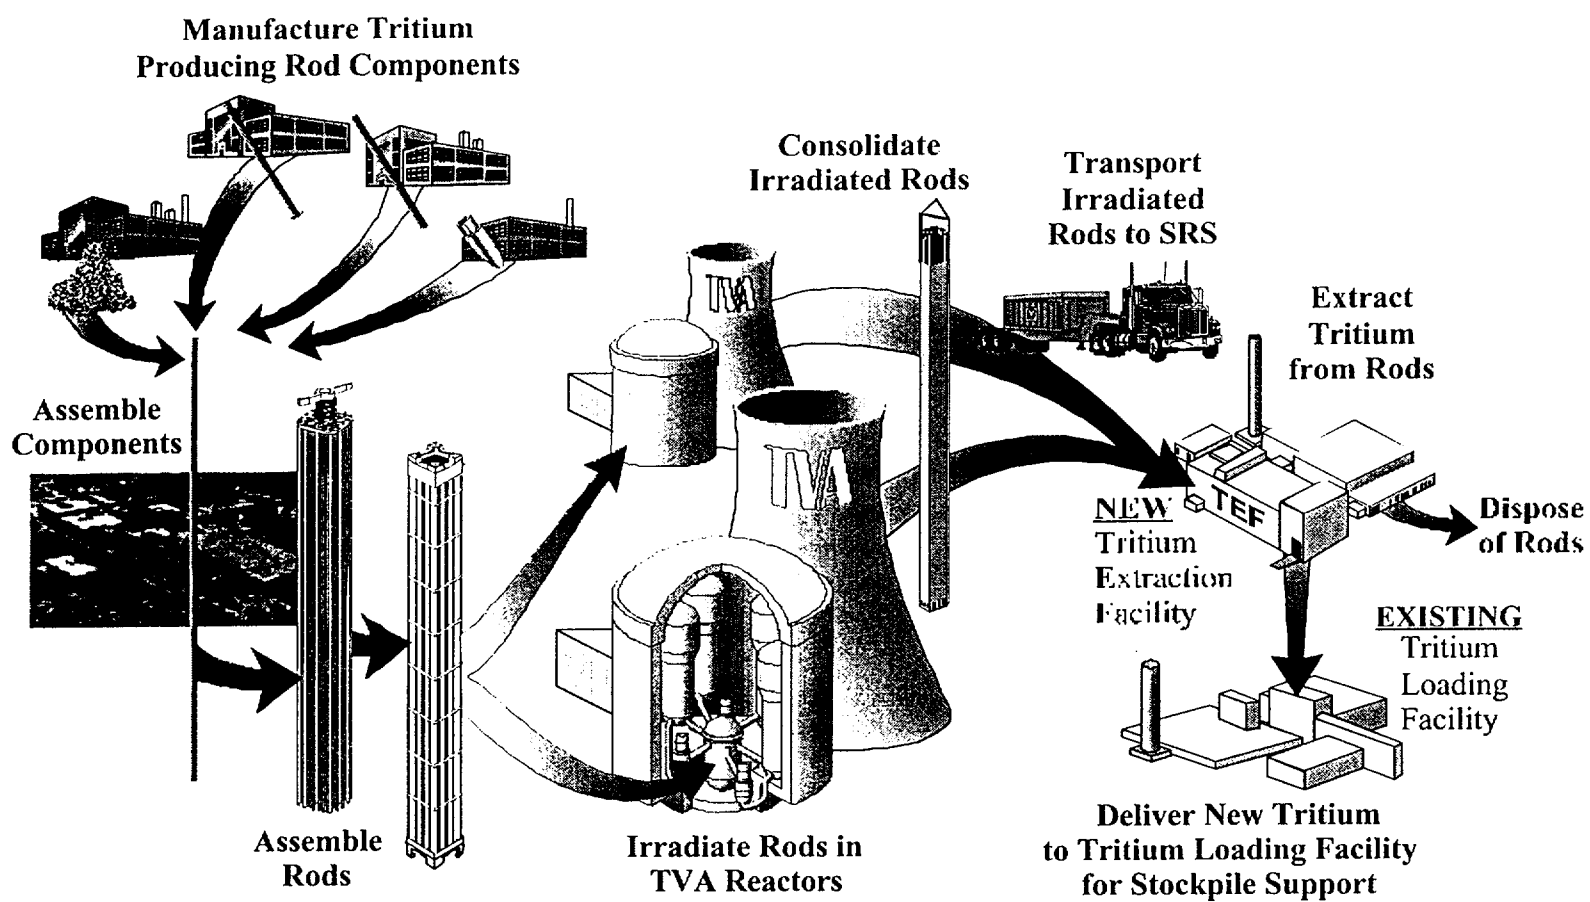 Manufacture Tritium
Producing Rod Components
Assemble
Components
Assemble
Rods
TVA
TVA
Irradiate Rods in
TVA Reactors
Consolidate
Irradiated Rods
Transport
Irradiated
Rods to SRS
Extract
Tritium
from Rods
TEF
NEW
Tritium
Extraction
Facility
Dispose
of Rods
EXISTING
Tritium
Loading
Facility
Deliver New Tritium
to Tritium Loading Facility
for Stockpile Support